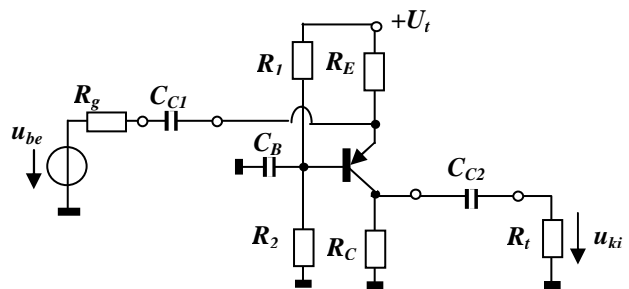 +U_t
R_1
R_E
R_g
C_C1
u_be
C_B
C_C2
R_2
R_C
R_t
u_ki